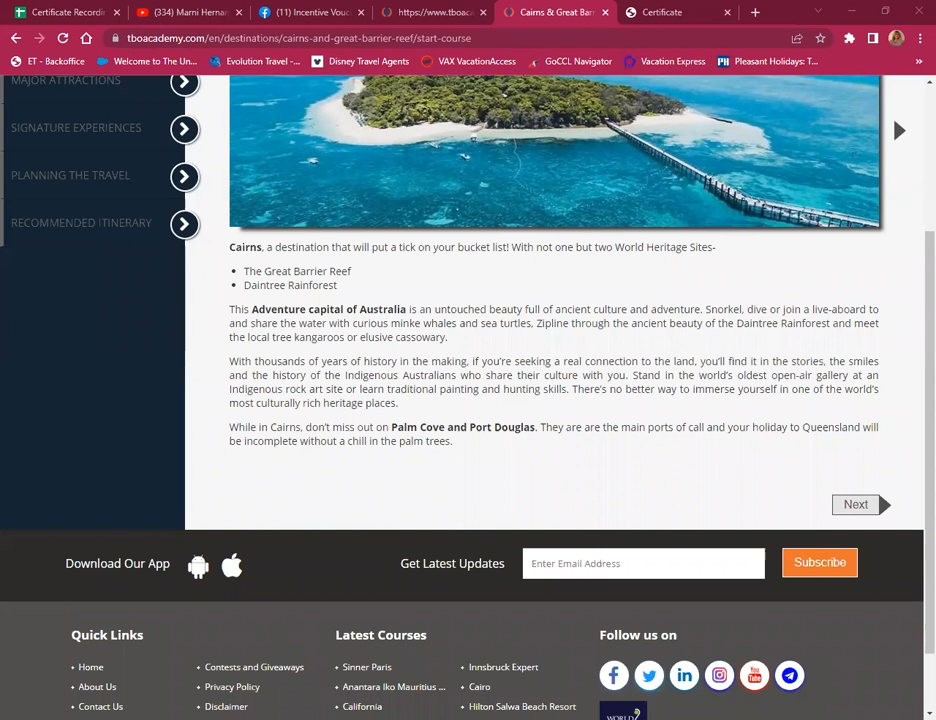 Certificate Recordi
(334) Marni Hernan
(11) Incentive Vouc
https://www.tboac
Cairns & Great Barr
Certificate
tboacademy.com/en/destinations/cairns-and-great-barrier-reef/start-course
ET - Backoffice
Welcome to The Un...
Evolution Travel -...
Disney Travel Agents
VAX VacationAccess
GoCCL Navigator
Vacation Express
Pleasant Holidays: T...
»
MAJOR ATTRACTIONS
SIGNATURE EXPERIENCES
PLANNING THE TRAVEL
RECOMMENDED ITINERARY
Cairns, a destination that will put a tick on your bucket list! With not one but two World Heritage Sites-
• The Great Barrier Reef
• Daintree Rainforest
This Adventure capital of Australia is an untouched beauty full of ancient culture and adventure. Snorkel, dive or join a live-aboard to
and share the water with curious minke whales and sea turtles, Zipline through the ancient beauty of the Daintree Rainforest and meet
the local tree kangaroos or elusive cassowary.
With thousands of years of history in the making, if you're seeking a real connection to the land, you'll find it in the stories, the smiles
and the history of the Indigenous Australians who share their culture with you. Stand in the world's oldest open-air gallery at an
Indigenous rock art site or learn traditional painting and hunting skills. There's no better way to immerse yourself in one of the world's
most culturally rich heritage places.
While in Cairns, don't miss out on Palm Cove and Port Douglas. They are are the main ports of call and your holiday to Queensland will
be incomplete without a chill in the palm trees.
Next
Download Our App
Get Latest Updates
Enter Email Address
Subscribe
Quick Links
Latest Courses
Follow us on
Home
Contests and Giveaways
Sinner Paris
Innsbruck Expert
About Us
Privacy Policy
Anantara Iko Mauritius ...
Cairo
Contact Us
Disclaimer
California
Hilton Salwa Beach Resort
WORLD